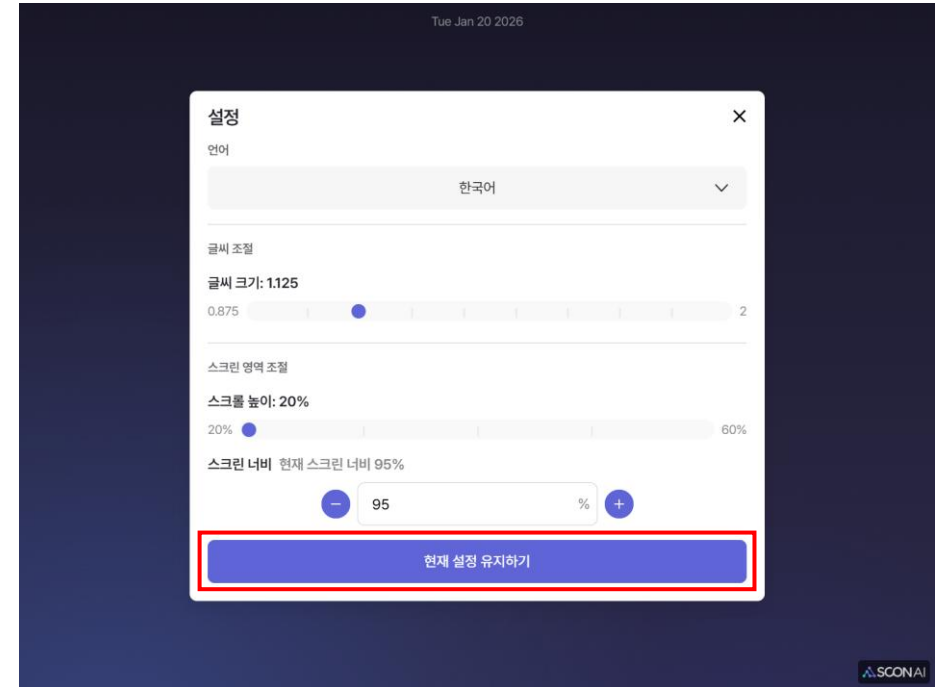 Tue Jan 20 2026
설정
언어
한국어
글씨 조절
글씨 크기: 1.125
0.875 2
스크린 영역 조절
스크롤 높이: 20%
20% 60%
스크린 너비 현재 스크린 너비 95%
95 %
현재 설정 유지하기
ASCONAI